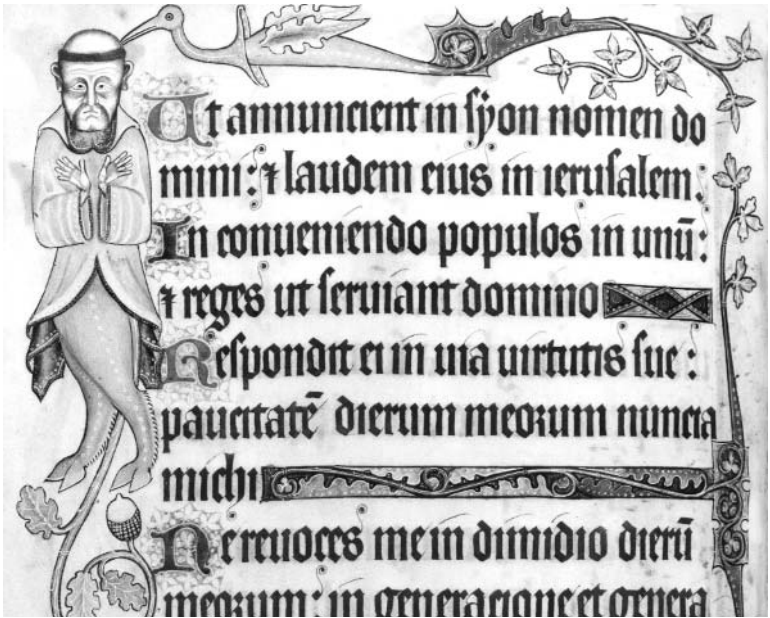 Ut annuncient in syon nomen do
mini: ⁊ laudem eius in ierusalem:
In conueniendo populos in unū:
⁊ reges ut seruiant domino
Respondit ei in uia uirtutis sue:
paucitatē dierum meorum nuncia
michi
Ne reuoces me in dimidio dierū
meorum: in generacione et genera